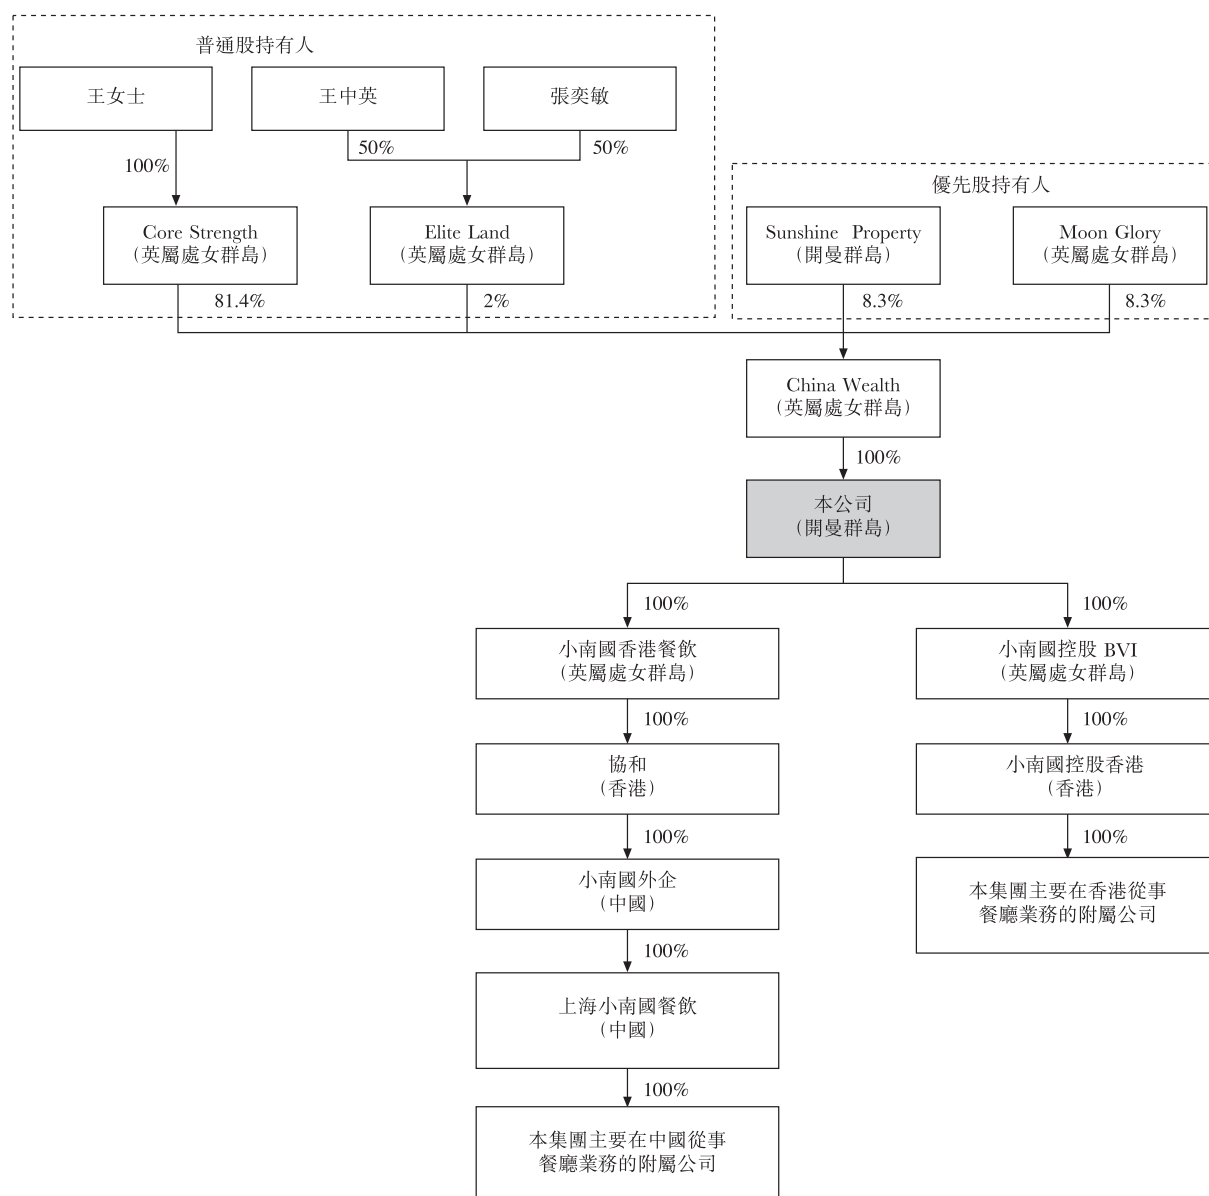 普通股持有人
王女士
王中英
張奕敏
100%
50%
50%
優先股持有人
Core Strength
(英屬處女群島)
Elite Land
(英屬處女群島)
Sunshine Property
(開曼群島)
Moon Glory
(英屬處女群島)
81.4%
2%
8.3%
8.3%
China Wealth
(英屬處女群島)
100%
本公司
(開曼群島)
100%
100%
小南國香港餐飲
(英屬處女群島)
小南國控股 BVI
(英屬處女群島)
100%
100%
協和
(香港)
小南國控股香港
(香港)
100%
100%
小南國外企
(中國)
本集團主要在香港從事
餐廳業務的附屬公司
100%
上海小南國餐飲
(中國)
100%
本集團主要在中國從事
餐廳業務的附屬公司